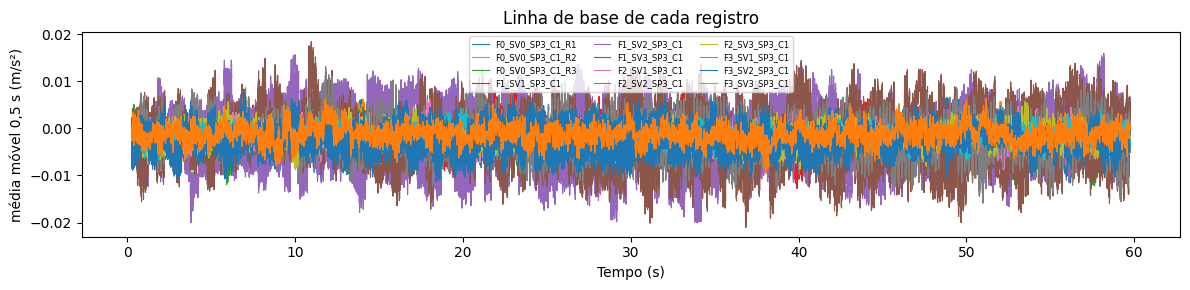 Linha de base de cada registro
média móvel 0,5 s (m/s²)
0.02
0.01
0.00
−0.01
−0.02
F0_SV0_SP3_C1_R1
F0_SV0_SP3_C1_R2
F0_SV0_SP3_C1_R3
F1_SV1_SP3_C1
F1_SV2_SP3_C1
F1_SV3_SP3_C1
F2_SV1_SP3_C1
F2_SV2_SP3_C1
F2_SV3_SP3_C1
F3_SV1_SP3_C1
F3_SV2_SP3_C1
F3_SV3_SP3_C1
0 10 20 30 40 50 60
Tempo (s)